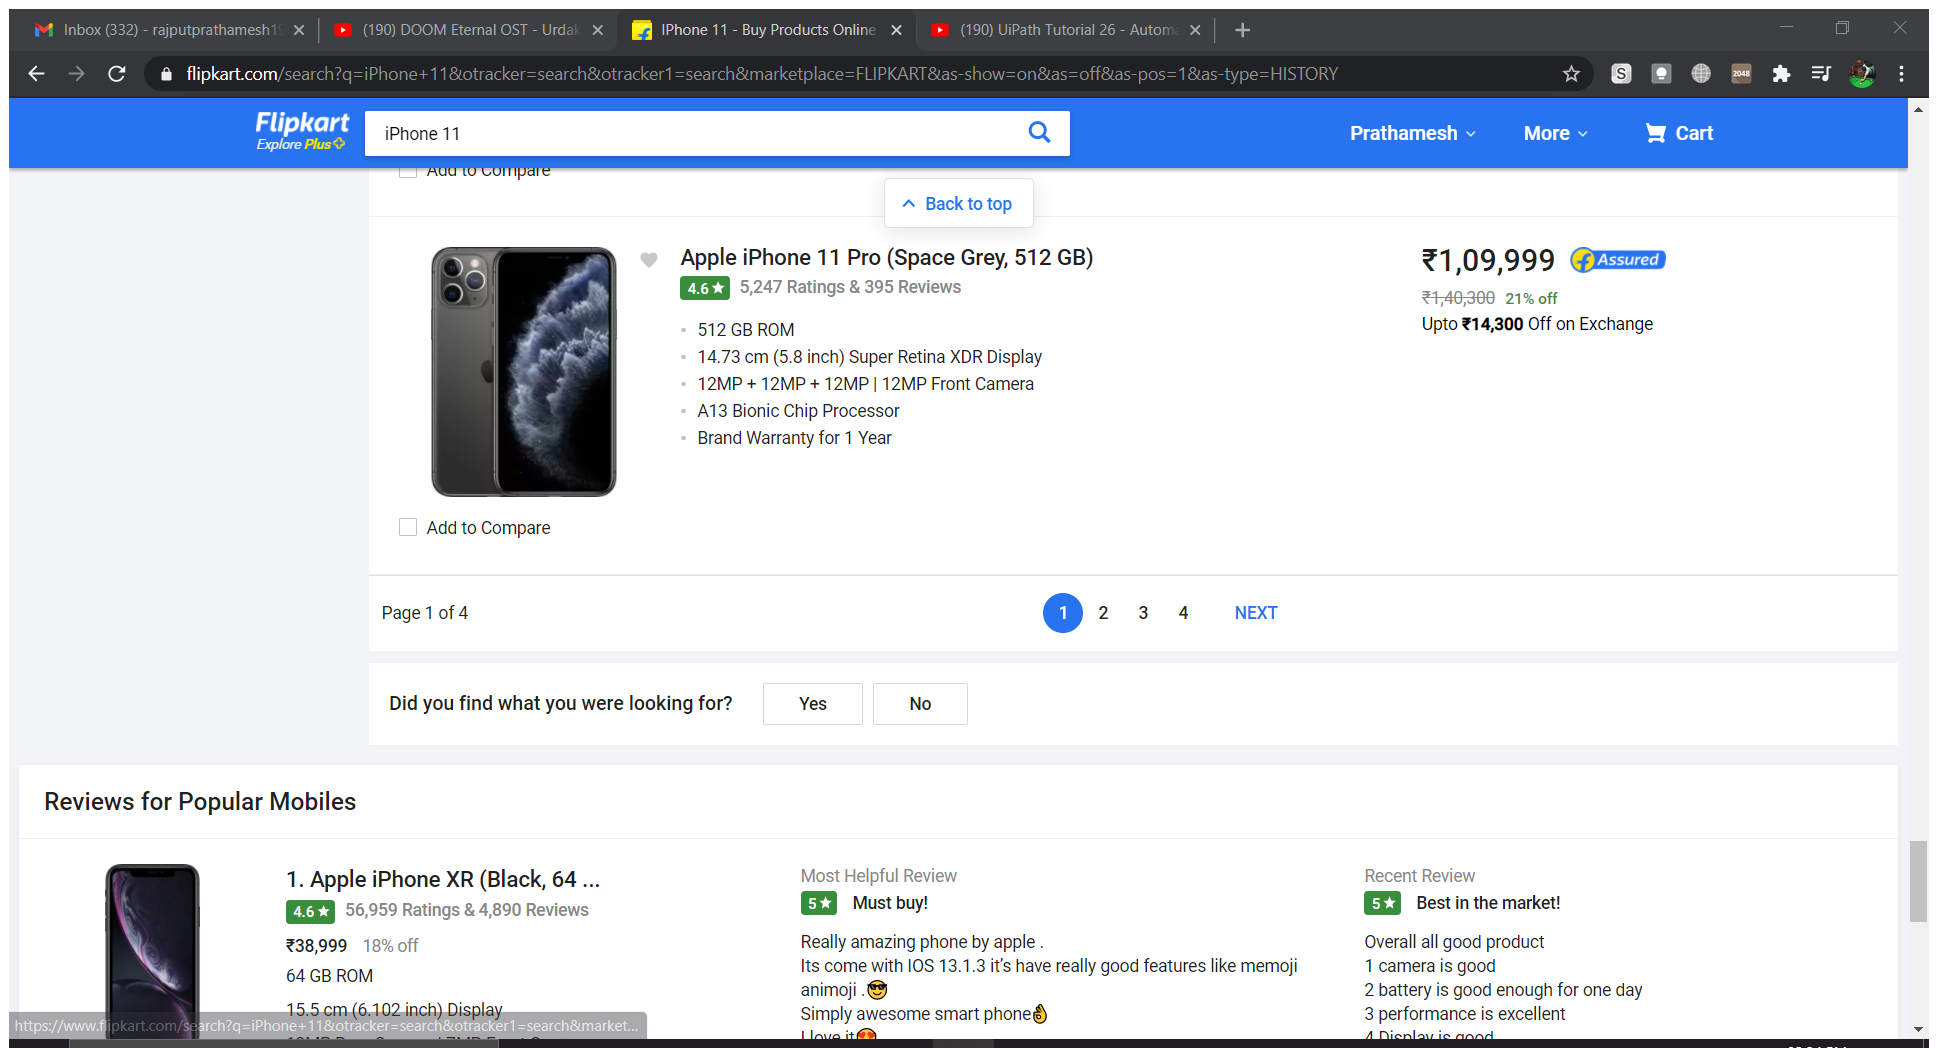 Inbox (332) - rajputprathamesh19
(190) DOOM Eternal OST - Urdak
IPhone 11 - Buy Products Online
(190) UiPath Tutorial 26 - Automa
flipkart.com/search?q=iPhone+11&otracker=search&otracker1=search&marketplace=FLIPKART&as-show=on&as=off&as-pos=1&as-type=HISTORY
S
2048
Flipkart
Explore Plus
iPhone 11
Prathamesh
More
Cart
Add to Compare
Back to top
Apple iPhone 11 Pro (Space Grey, 512 GB)
4.6★ 5,247 Ratings & 395 Reviews
512 GB ROM
14.73 cm (5.8 inch) Super Retina XDR Display
12MP + 12MP + 12MP | 12MP Front Camera
A13 Bionic Chip Processor
Brand Warranty for 1 Year
₹1,09,999 Assured
₹1,40,300 21% off
Upto ₹14,300 Off on Exchange
Add to Compare
Page 1 of 4
1 2 3 4 NEXT
Did you find what you were looking for? Yes No
Reviews for Popular Mobiles
1. Apple iPhone XR (Black, 64 ...
4.6★ 56,959 Ratings & 4,890 Reviews
₹38,999 18% off
64 GB ROM
15.5 cm (6.102 inch) Display
Most Helpful Review
5★ Must buy!
Really amazing phone by apple .
Its come with IOS 13.1.3 it's have really good features like memoji
animoji .😎
Simply awesome smart phone👌
I love it😍
Recent Review
5★ Best in the market!
Overall all good product
1 camera is good
2 battery is good enough for one day
3 performance is excellent
4 Display is good
https://www.flipkart.com/search?q=iPhone+11&otracker=search&otracker1=search&market...